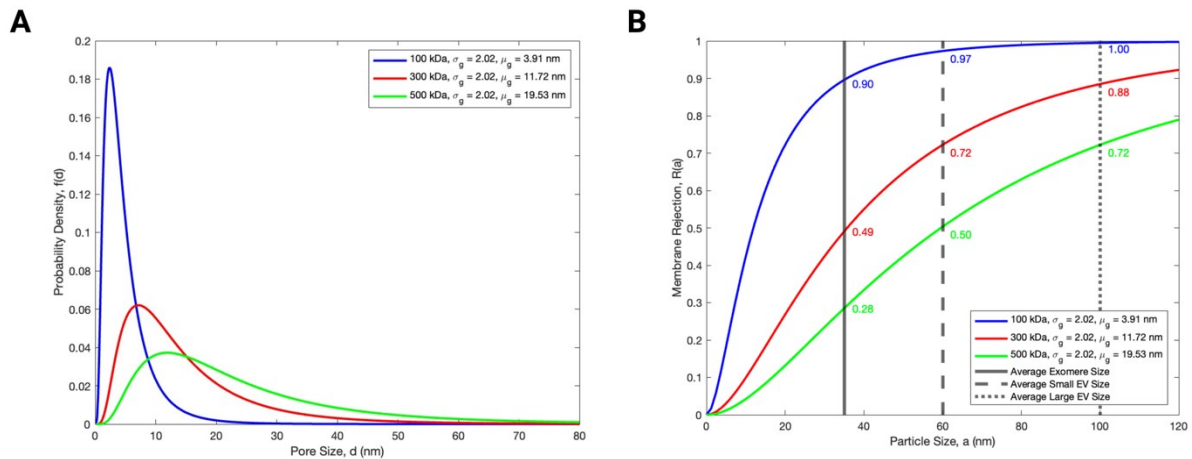 A
0.2
0.18
0.16
0.14
0.12
0.1
0.08
0.06
0.04
0.02
0
Probability Density, f(d)
100 kDa, σg = 2.02, μg = 3.91 nm
300 kDa, σg = 2.02, μg = 11.72 nm
500 kDa, σg = 2.02, μg = 19.53 nm
0 10 20 30 40 50 60 70 80
Pore Size, d (nm)
B
1
0.9
0.8
0.7
0.6
0.5
0.4
0.3
0.2
0.1
0
Membrane Rejection, R(a)
0.90
0.97
1.00
0.49
0.72
0.88
0.28
0.50
0.72
100 kDa, σg = 2.02, μg = 3.91 nm
300 kDa, σg = 2.02, μg = 11.72 nm
500 kDa, σg = 2.02, μg = 19.53 nm
Average Exomere Size
Average Small EV Size
Average Large EV Size
0 20 40 60 80 100 120
Particle Size, a (nm)